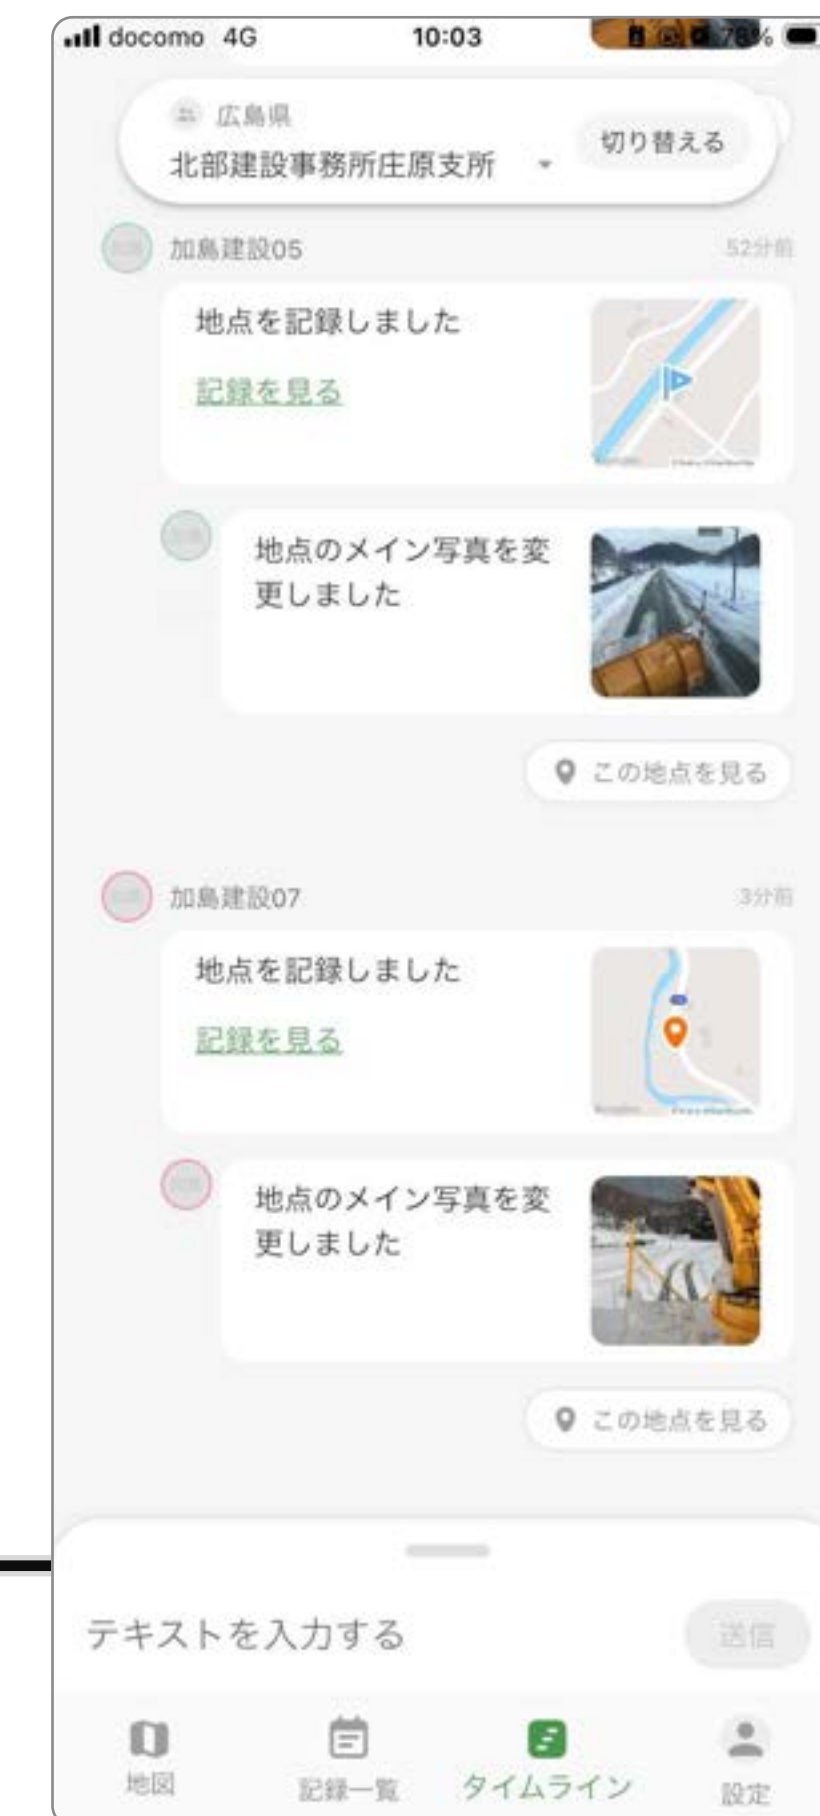 docomo 4G 10:03 78%
広島県
北部建設事務所庄原支所
切り替える
加島建設05 52分前
地点を記録しました
記録を見る
地点のメイン写真を変
更しました
この地点を見る
加島建設07 3分前
地点を記録しました
記録を見る
地点のメイン写真を変
更しました
この地点を見る
テキストを入力する 送信
地図 記録一覧 タイムライン 設定